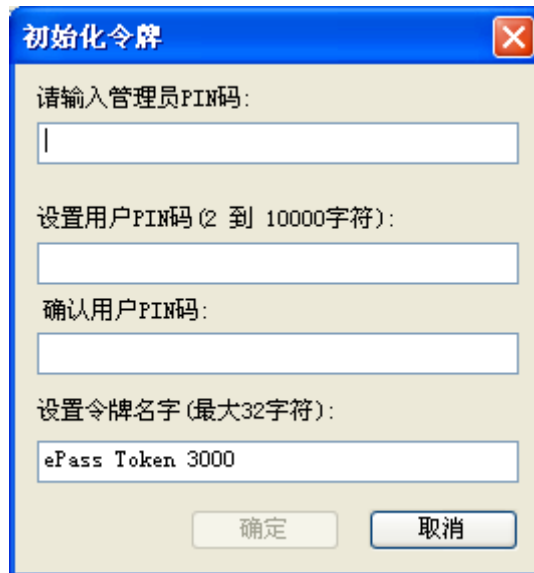 初始化令牌
请输入管理员PIN码:
设置用户PIN码(2 到 10000字符):
确认用户PIN码:
设置令牌名字(最大32字符):
ePass Token 3000
确定
取消